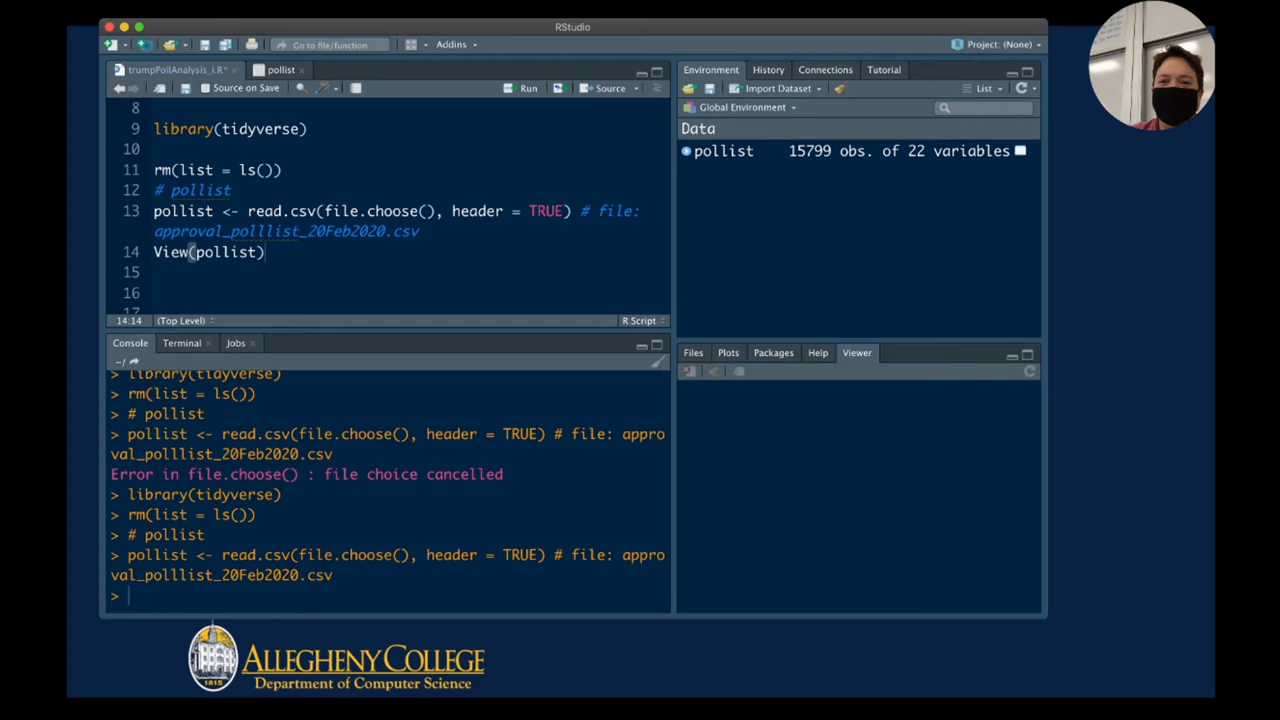 RStudio
Go to file/function
Addins
Project: (None)
trumpPollAnalysis_i.R*
pollist
Source on Save
Run
Source
8
9 library(tidyverse)
10
11 rm(list = ls())
12 # pollist
13 pollist <- read.csv(file.choose(), header = TRUE) # file:
approval_polllist_20Feb2020.csv
14 View(pollist)
15
16
17
14:14 (Top Level) R Script
Console Terminal Jobs
~/
> library(tidyverse)
> rm(list = ls())
> # pollist
> pollist <- read.csv(file.choose(), header = TRUE) # file: appro
val_polllist_20Feb2020.csv
Error in file.choose() : file choice cancelled
> library(tidyverse)
> rm(list = ls())
> # pollist
> pollist <- read.csv(file.choose(), header = TRUE) # file: appro
val_polllist_20Feb2020.csv
>
Environment History Connections Tutorial
Import Dataset
List
Global Environment
Data
pollist 15799 obs. of 22 variables
Files Plots Packages Help Viewer
1815
ALLEGHENY COLLEGE
Department of Computer Science